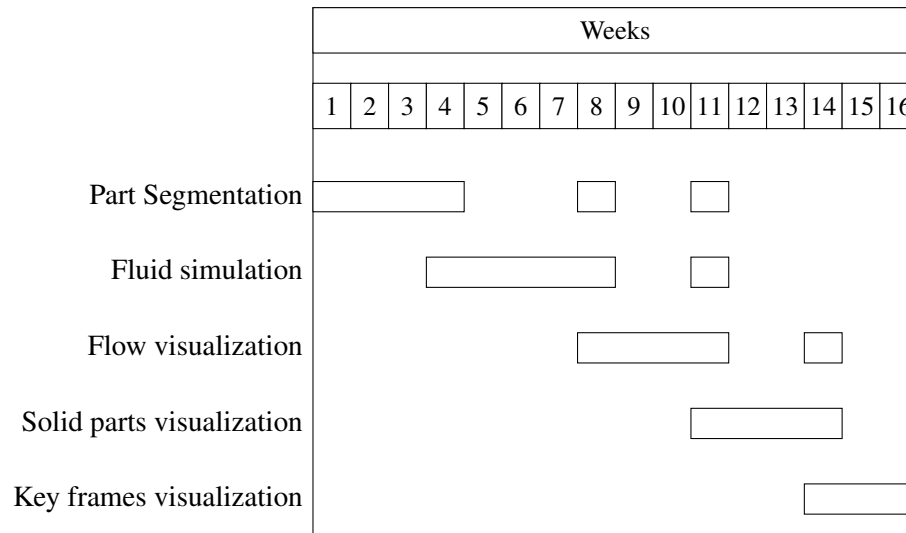 Weeks
1 2 3 4 5 6 7 8 9 10 11 12 13 14 15 16
Part Segmentation
Fluid simulation
Flow visualization
Solid parts visualization
Key frames visualization